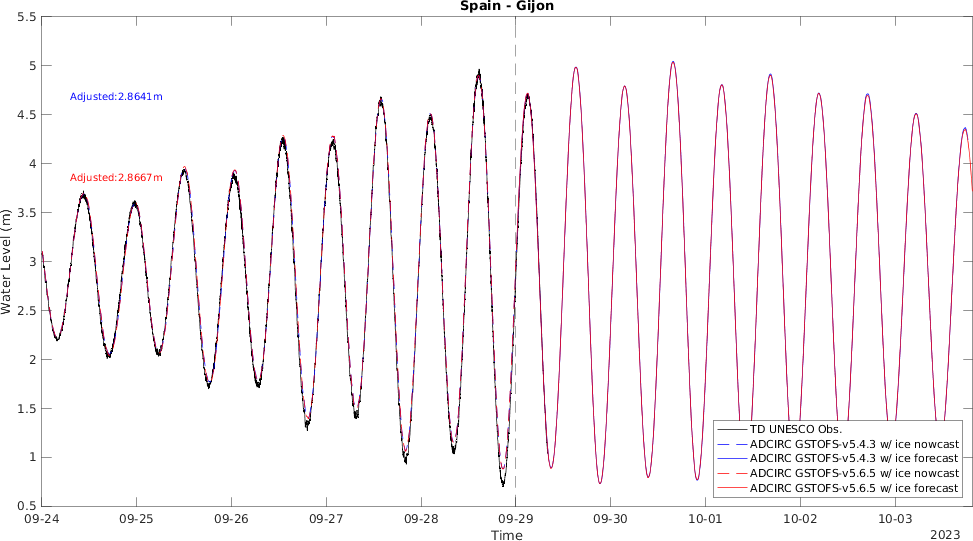 Spain - Gijon
5.5
5
4.5
4
3.5
3
2.5
2
1.5
1
0.5
Water Level (m)
Adjusted:2.8641m
Adjusted:2.8667m
TD UNESCO Obs.
ADCIRC GSTOFS-v5.4.3 w/ ice nowcast
ADCIRC GSTOFS-v5.4.3 w/ ice forecast
ADCIRC GSTOFS-v5.6.5 w/ ice nowcast
ADCIRC GSTOFS-v5.6.5 w/ ice forecast
09-24 09-25 09-26 09-27 09-28 09-29 09-30 10-01 10-02 10-03
Time
2023